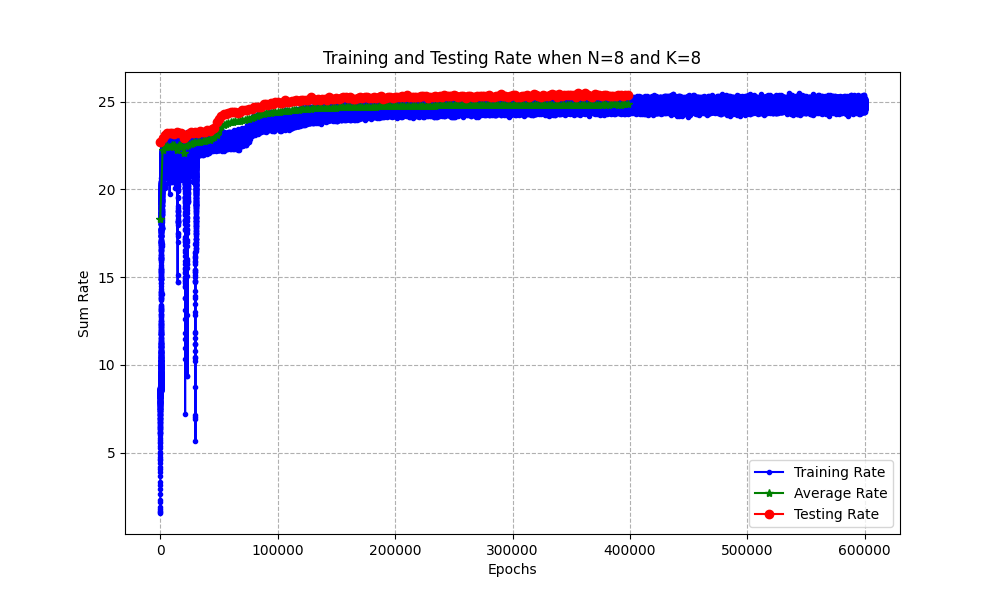 Training and Testing Rate when N=8 and K=8
Sum Rate
25
20
15
10
5
0 100000 200000 300000 400000 500000 600000
Epochs
Training Rate
Average Rate
Testing Rate